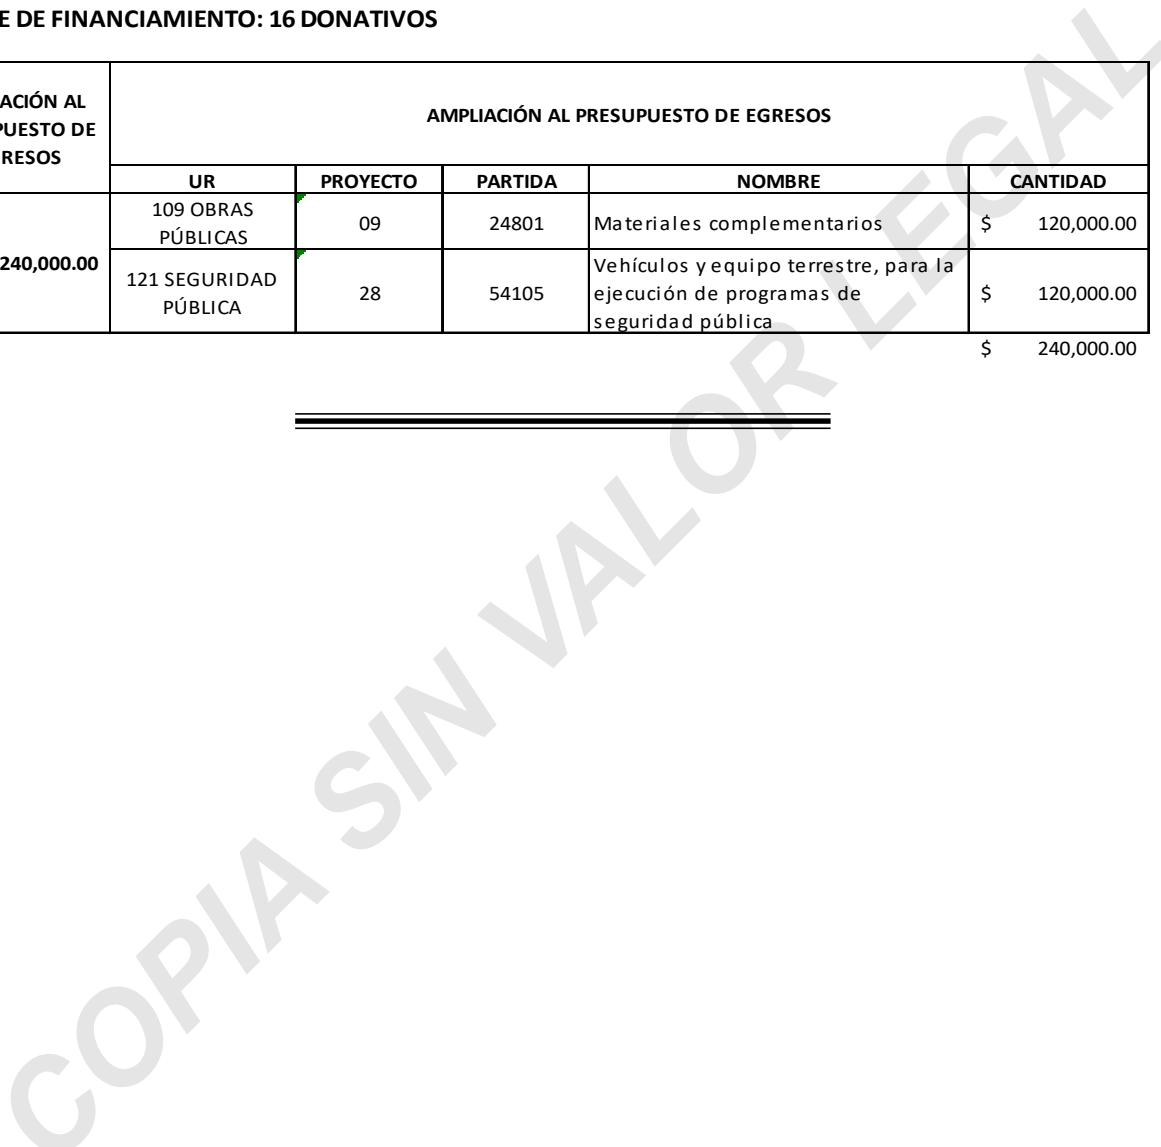 E DE FINANCIAMIENTO: 16 DONATIVOS
ACIÓN AL
PUESTO DE
RESOS
AMPLIACIÓN AL PRESUPUESTO DE EGRESOS
UR PROYECTO PARTIDA NOMBRE CANTIDAD
240,000.00
109 OBRAS
PÚBLICAS
09 24801 Materiales complementarios $ 120,000.00
121 SEGURIDAD
PÚBLICA
28 54105
Vehículos y equipo terrestre, para la
ejecución de programas de
seguridad pública
$ 120,000.00
$ 240,000.00
COPIA SIN VALOR LEGAL